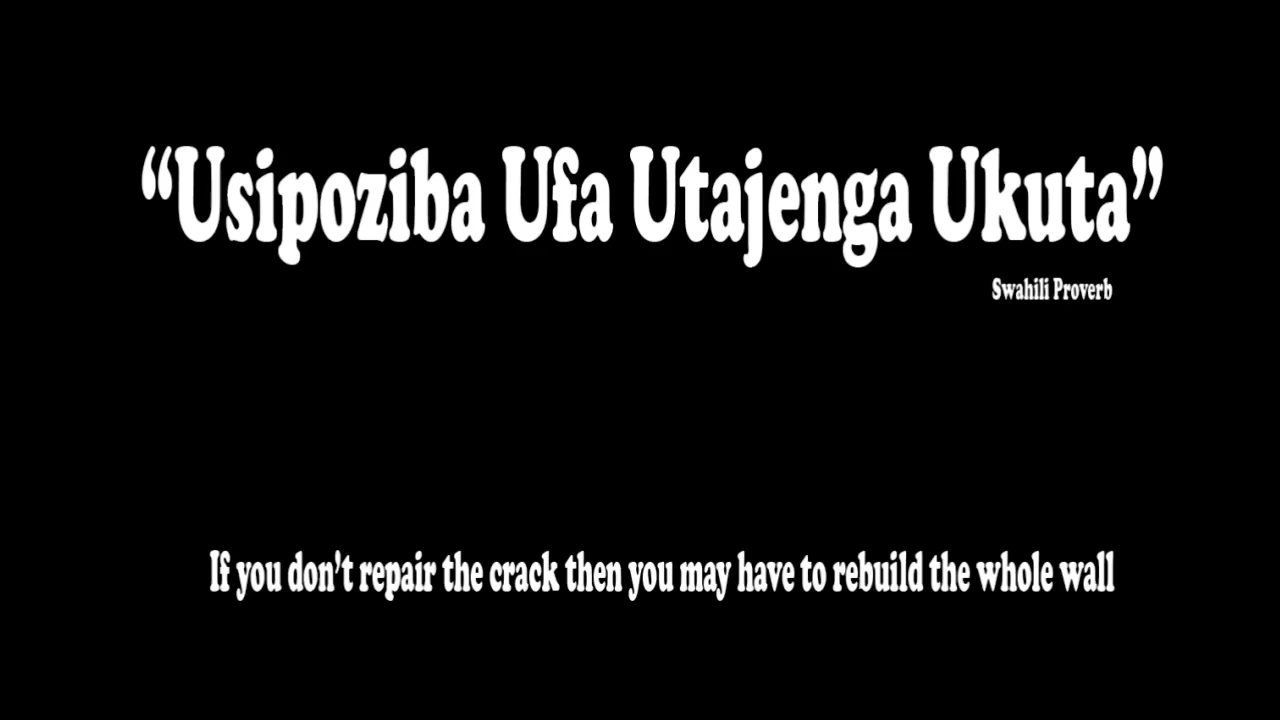 “Usipoziba Ufa Utajenga Ukuta”
Swahili Proverb
If you don’t repair the crack then you may have to rebuild the whole wall